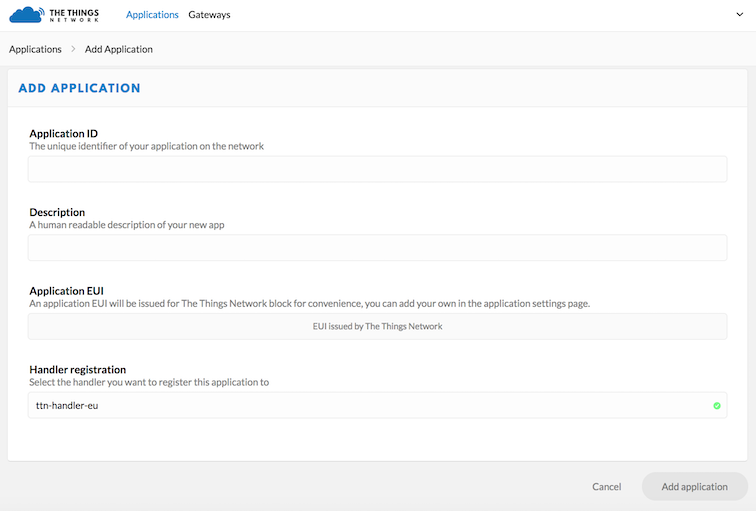 THE THINGS
NETWORK
Applications Gateways
Applications > Add Application
ADD APPLICATION
Application ID
The unique identifier of your application on the network
Description
A human readable description of your new app
Application EUI
An application EUI will be issued for The Things Network block for convenience, you can add your own in the application settings page.
EUI issued by The Things Network
Handler registration
Select the handler you want to register this application to
ttn-handler-eu
Cancel Add application